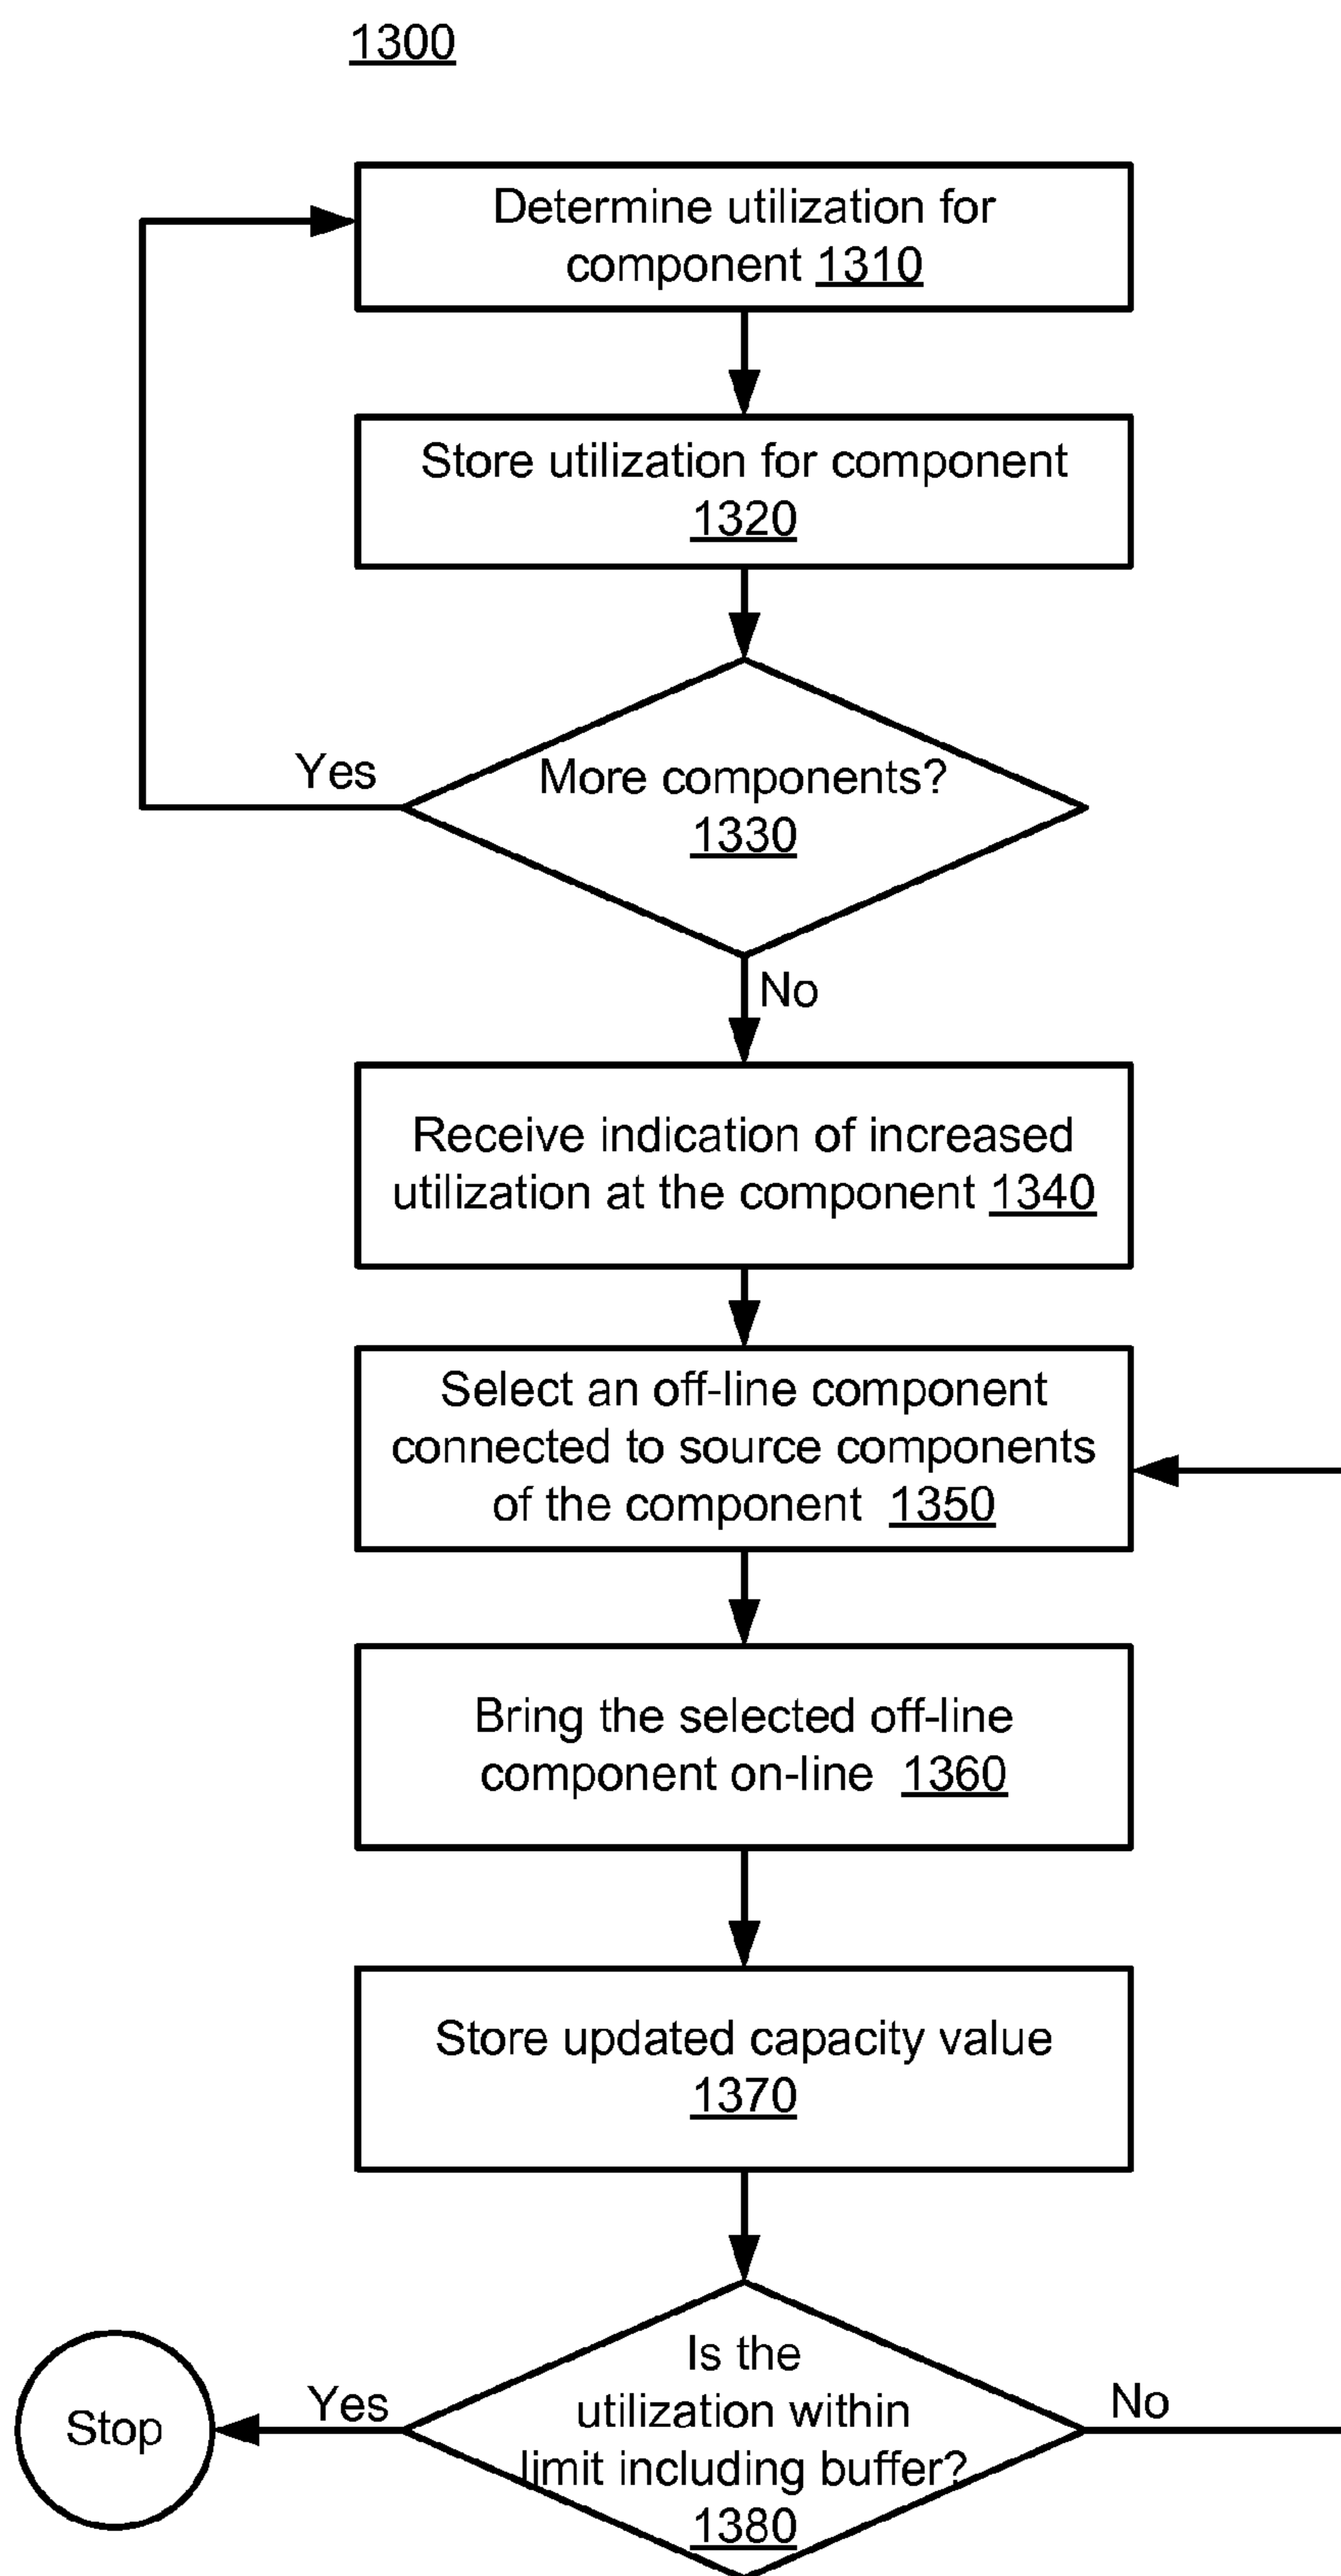 1300
Determine utilization for
component 1310
Store utilization for component
1320
Yes
More components?
1330
No
Receive indication of increased
utilization at the component 1340
Select an off-line component
connected to source components
of the component 1350
Bring the selected off-line
component on-line 1360
Store updated capacity value
1370
Stop
Yes
Is the
utilization within
limit including buffer?
1380
No